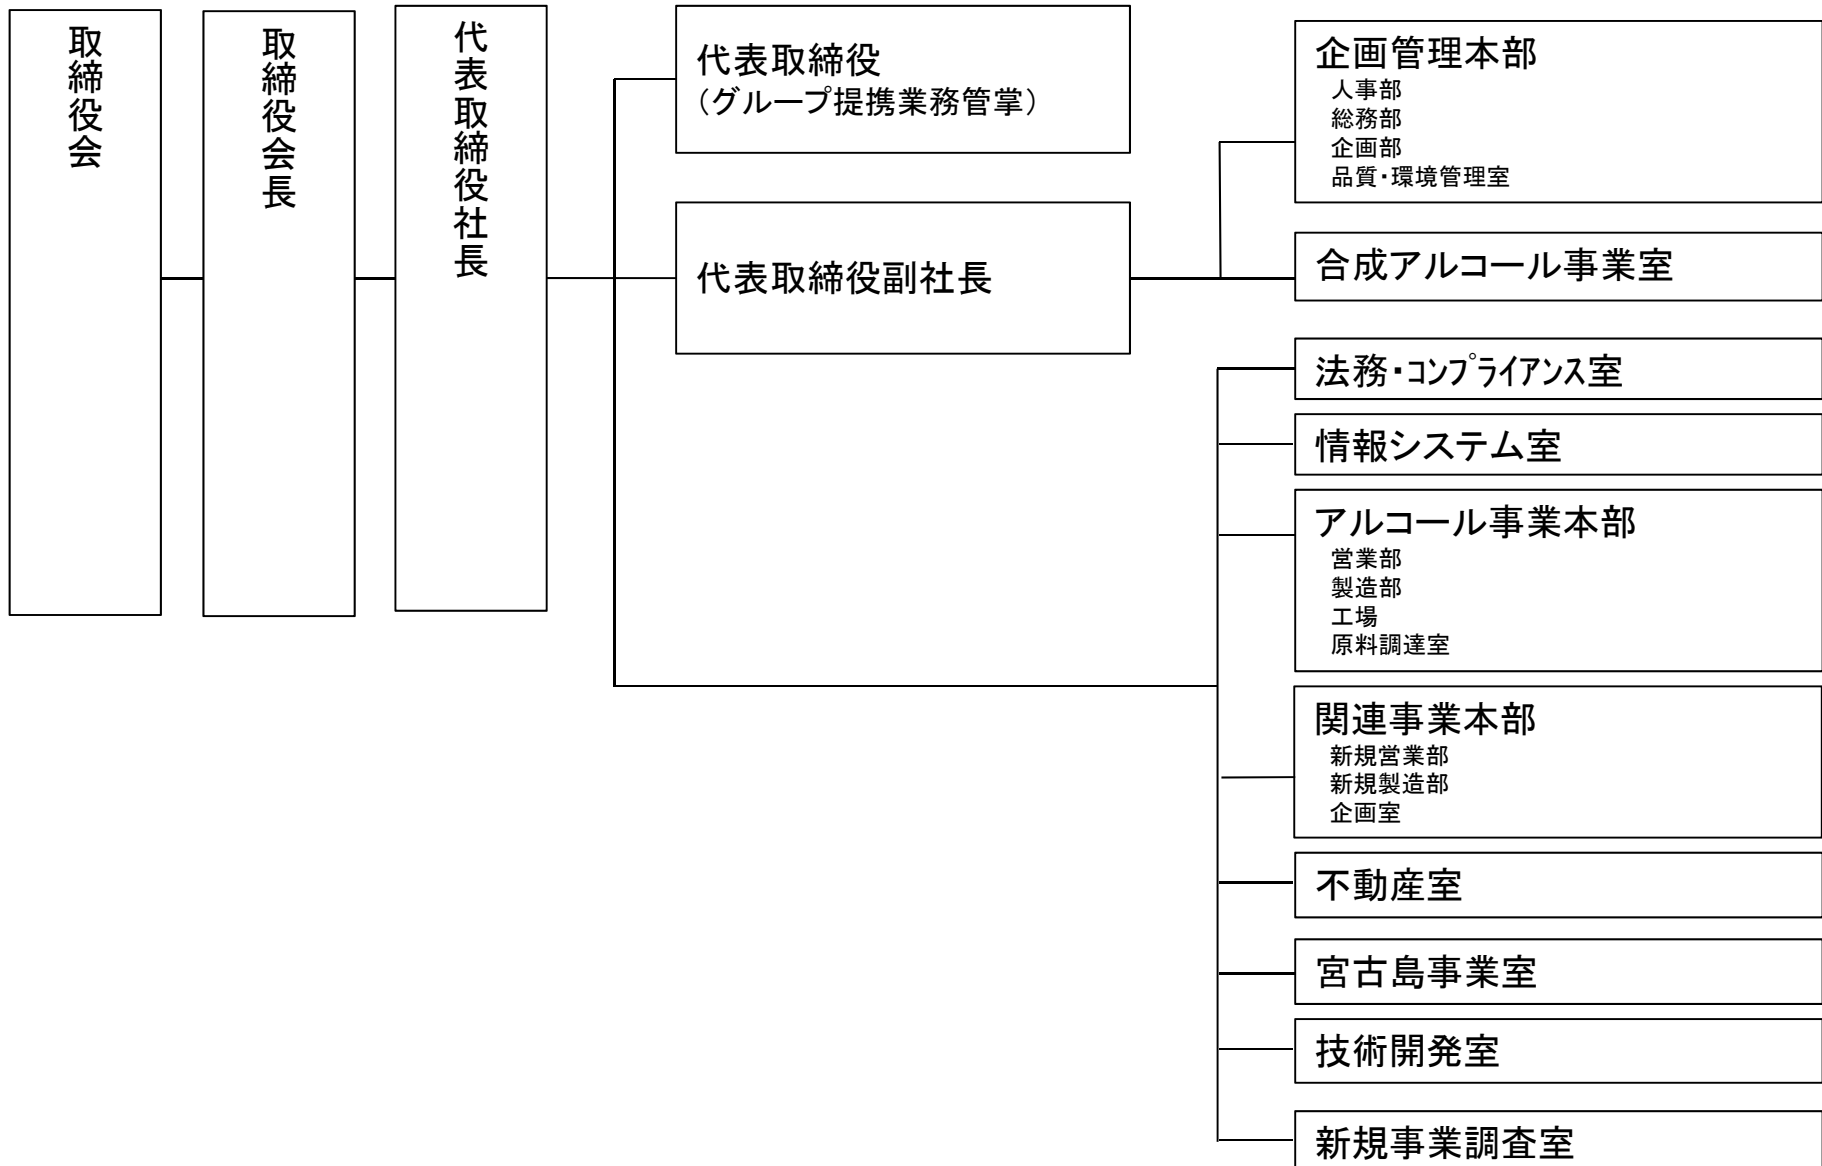 取締役会
取締役会長
代表取締役社長
代表取締役
（グループ提携業務管掌）
代表取締役副社長
企画管理本部
人事部
総務部
企画部
品質・環境管理室
合成アルコール事業室
法務・ｺﾝﾌﾟﾗｲｱﾝｽ室
情報システム室
アルコール事業本部
営業部
製造部
工場
原料調達室
関連事業本部
新規営業部
新規製造部
企画室
不動産室
宮古島事業室
技術開発室
新規事業調査室